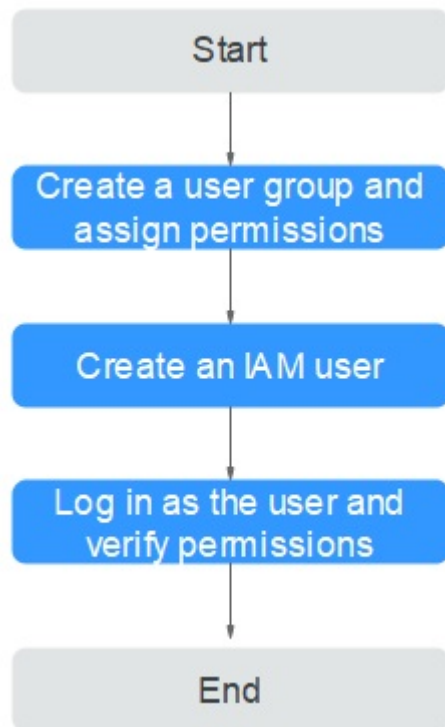 Start
Create a user group and
assign permissions
Create an IAM user
Log in as the user and
verify permissions
End